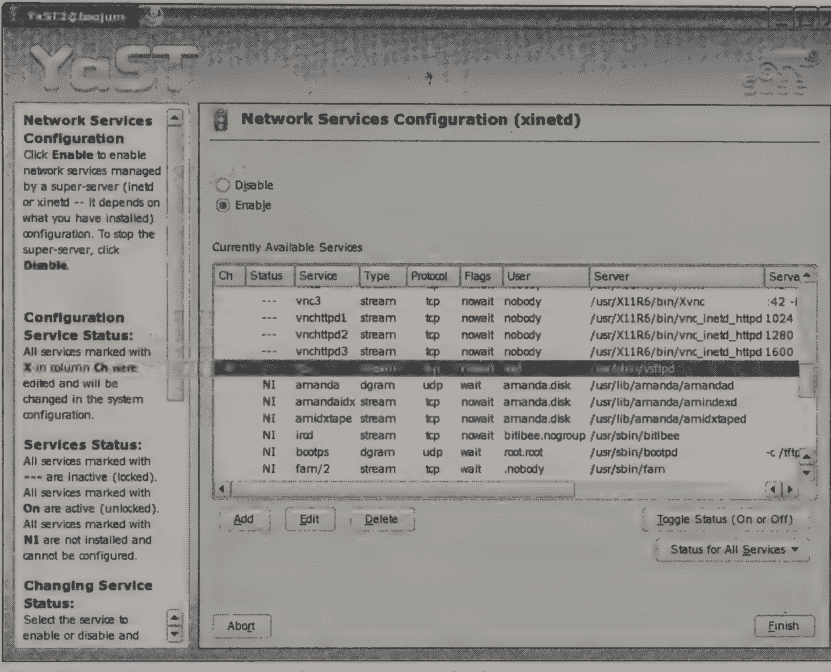 YaST
Network Services
Configuration
Click Enable to enable
network services managed
by a super-server (inetd
or xinetd -- It depends on
what you have installed)
configuration. To stop the
super-server, click
Disable.
Configuration
Service Status:
All services marked with
X in column Ch were
edited and will be
changed in the system
configuration.
Services Status:
All services marked with
--- are inactive (locked).
All services marked with
On are active (unlocked).
All services marked with
NI are not installed and
cannot be configured.
Changing Service
Status:
Select the service to
enable or disable and
Network Services Configuration (xinetd)
Disable
Enable
Currently Available Services
Ch Status Service Type Protocol Flags User Server Serve
--- vnc3 stream tcp nowait nobody /usr/X11R6/bin/Xvnc :42 -i
--- vnchttpd1 stream tcp nowait nobody /usr/X11R6/bin/vnc_inetd_httpd 1024
--- vnchttpd2 stream tcp nowait nobody /usr/X11R6/bin/vnc_inetd_httpd 1280
--- vnchttpd3 stream tcp nowait nobody /usr/X11R6/bin/vnc_inetd_httpd 1600
NI amanda dgram udp wait amanda.disk /usr/lib/amanda/amandad
NI amandaidx stream tcp nowait amanda.disk /usr/lib/amanda/amindexd
NI amidxtape stream tcp nowait amanda.disk /usr/lib/amanda/amidxtaped
NI ircd stream tcp nowait bitlbee.nogroup /usr/sbin/bitlbee
NI bootps dgram udp wait root.root /usr/sbin/bootpd -c /tftp
NI fam/2 stream tcp wait .nobody /usr/sbin/fam
Add Edit Delete Toggle Status (On or Off)
Status for All Services
Abort Finish